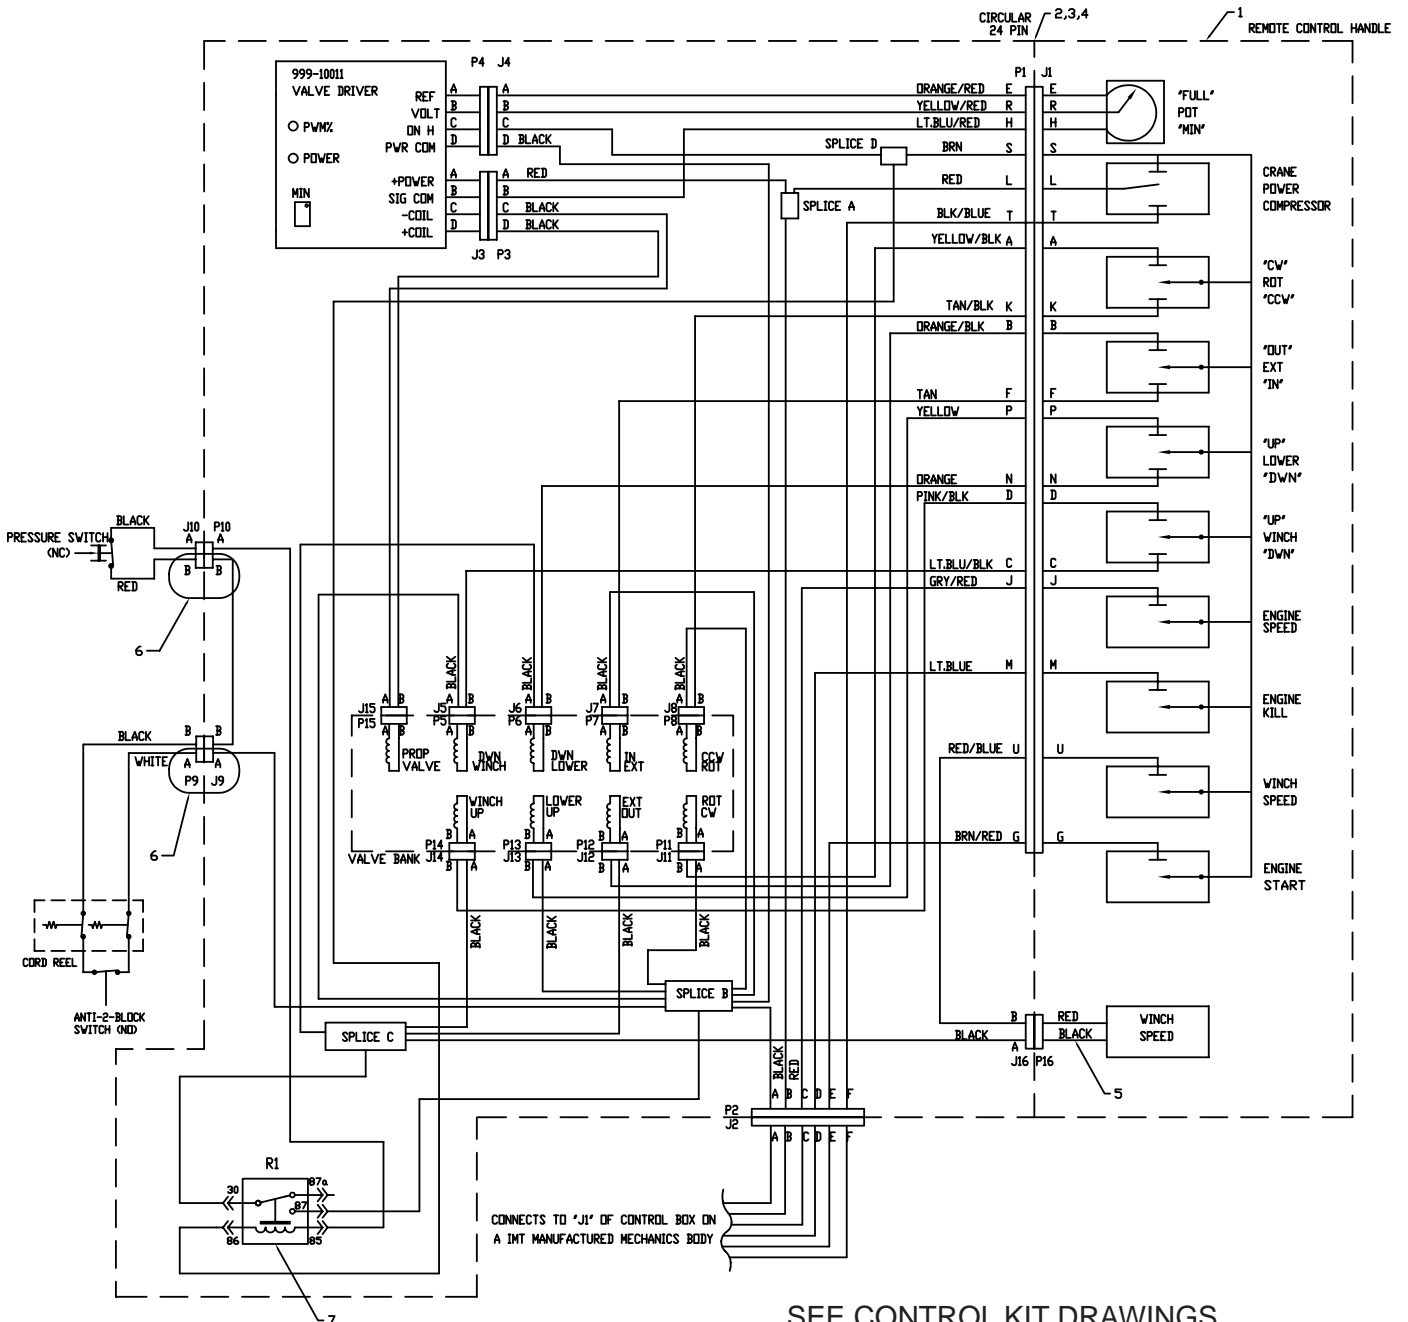 CIRCULAR
24 PIN
2,3,4
1
REMOTE CONTROL HANDLE
999-10011
VALVE DRIVER
PWM%
POWER
MIN
REF
VOLT
ON H
PWR COM
+POWER
SIG COM
-COIL
+COIL
P4 J4
A A
B B
C C
D D BLACK
A A RED
B B
C C BLACK
D D BLACK
J3 P3
P1 J1
ORANGE/RED E E
YELLOW/RED R R
LT.BLU/RED H H
SPLICE D
BRN S S
RED L L
SPLICE A
BLK/BLUE T T
YELLOW/BLK A A
TAN/BLK K K
ORANGE/BLK B B
TAN F F
YELLOW P P
ORANGE N N
PINK/BLK D D
LT.BLU/BLK C C
GRY/RED J J
LT.BLUE M M
RED/BLUE U U
BRN/RED G G
"FULL"
POT
"MIN"
CRANE
POWER
COMPRESSOR
"CW"
ROT
"CCW"
"OUT"
EXT
"IN"
"UP"
LOWER
"DWN"
"UP"
WINCH
"DWN"
ENGINE
SPEED
ENGINE
KILL
WINCH
SPEED
ENGINE
START
PRESSURE SWITCH
(NC)
BLACK
RED
J10 P10
A A
B B
6
BLACK
WHITE
B B
A A
P9 J9
6
CORD REEL
ANTI-2-BLOCK
SWITCH (NO)
BLACK
BLACK
BLACK
BLACK
A B
A B
A B
A B
A B
J15
P15
J5
P5
J6
P6
J7
P7
J8
P8
A B
A B
A B
A B
A B
PROP
VALVE
DWN
WINCH
DWN
LOWER
IN
EXT
CCW
ROT
WINCH
UP
LOWER
UP
EXT
OUT
ROT
CW
B A
B A
B A
B A
P14
J14
P13
J13
P12
J12
P11
J11
VALVE BANK
B A
B A
B A
B A
BLACK
BLACK
BLACK
BLACK
SPLICE B
SPLICE C
BLACK
B RED
A BLACK
J16 P16
WINCH
SPEED
5
BLACK
RED
A B C D E F
P2
J2
A B C D E F
R1
30
87a
87
86
85
7
CONNECTS TO "J1" OF CONTROL BOX ON
A IMT MANUFACTURED MECHANICS BODY
SEE CONTROL KIT DRAWINGS